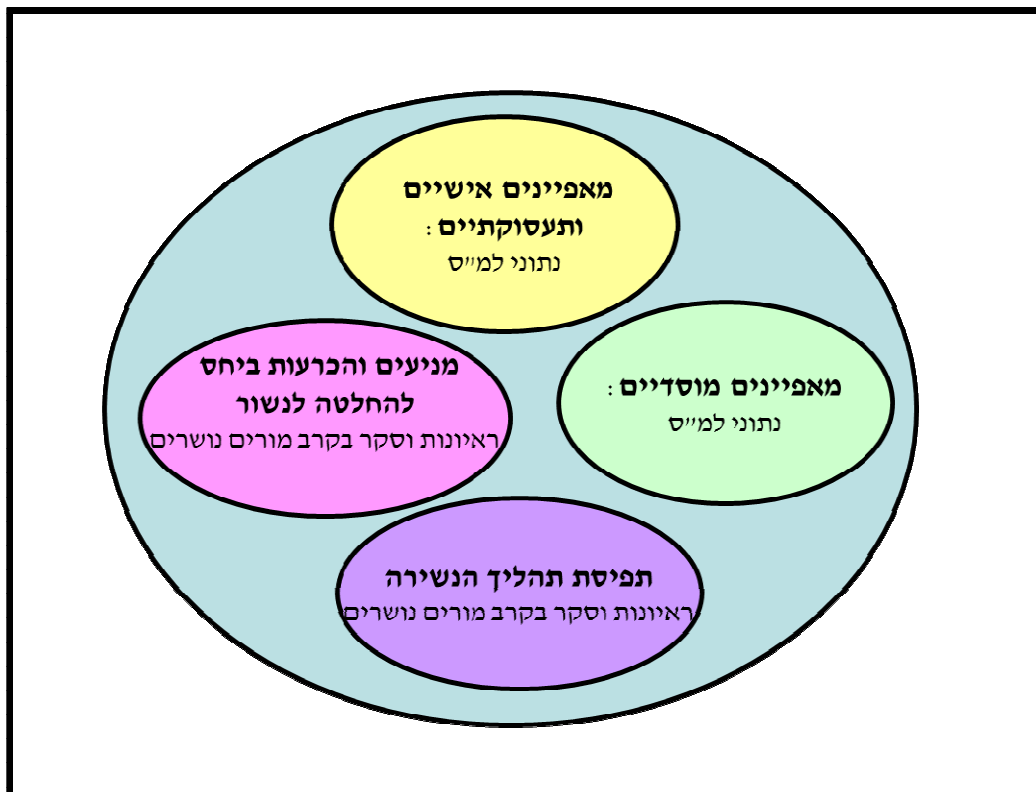 מאפיינים אישיים
ותעסוקתיים :
נתוני למ״ס
מאפיינים מוסדיים :
נתוני למ״ס
מניעים והכרעות ביחס
להחלטה לנשור
ראיונות וסקר בקרב מורים נושרים
תפיסת תהליך הנשירה
ראיונות וסקר בקרב מורים נושרים